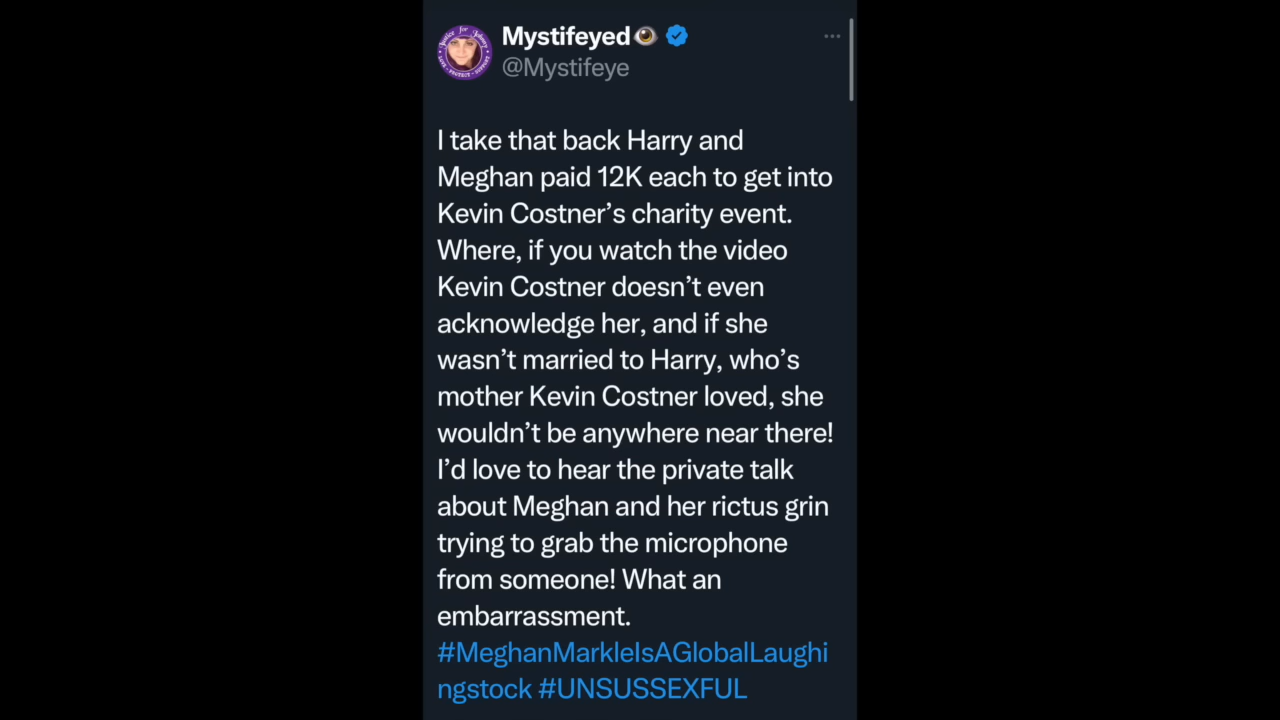 Mystifeyed
@Mystifeye
I take that back Harry and
Meghan paid 12K each to get into
Kevin Costner’s charity event.
Where, if you watch the video
Kevin Costner doesn’t even
acknowledge her, and if she
wasn’t married to Harry, who’s
mother Kevin Costner loved, she
wouldn’t be anywhere near there!
I’d love to hear the private talk
about Meghan and her rictus grin
trying to grab the microphone
from someone! What an
embarrassment.
#MeghanMarkleIsAGlobalLaughi
ngstock #UNSUSSEXFUL